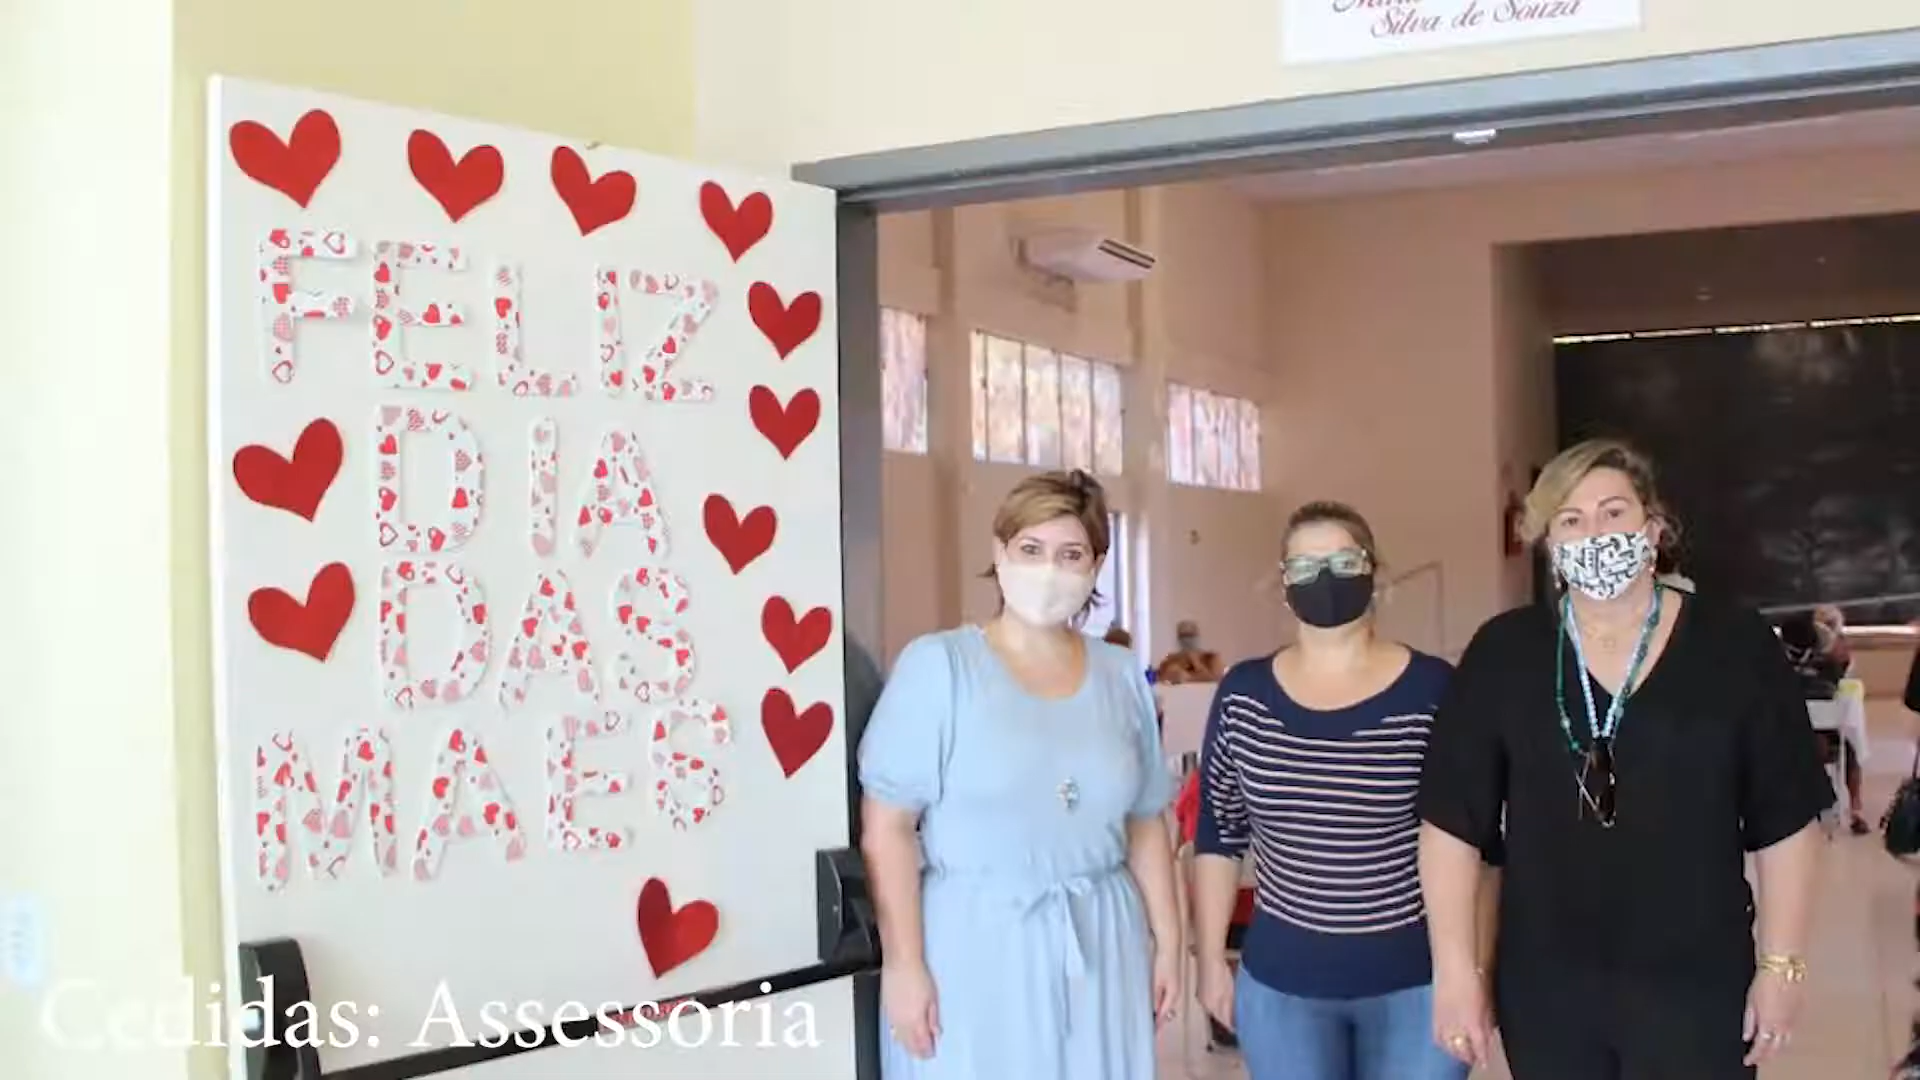 Silva de Souza
FELIZ
DIA
DAS
MAES
Cedidas: Assessoria